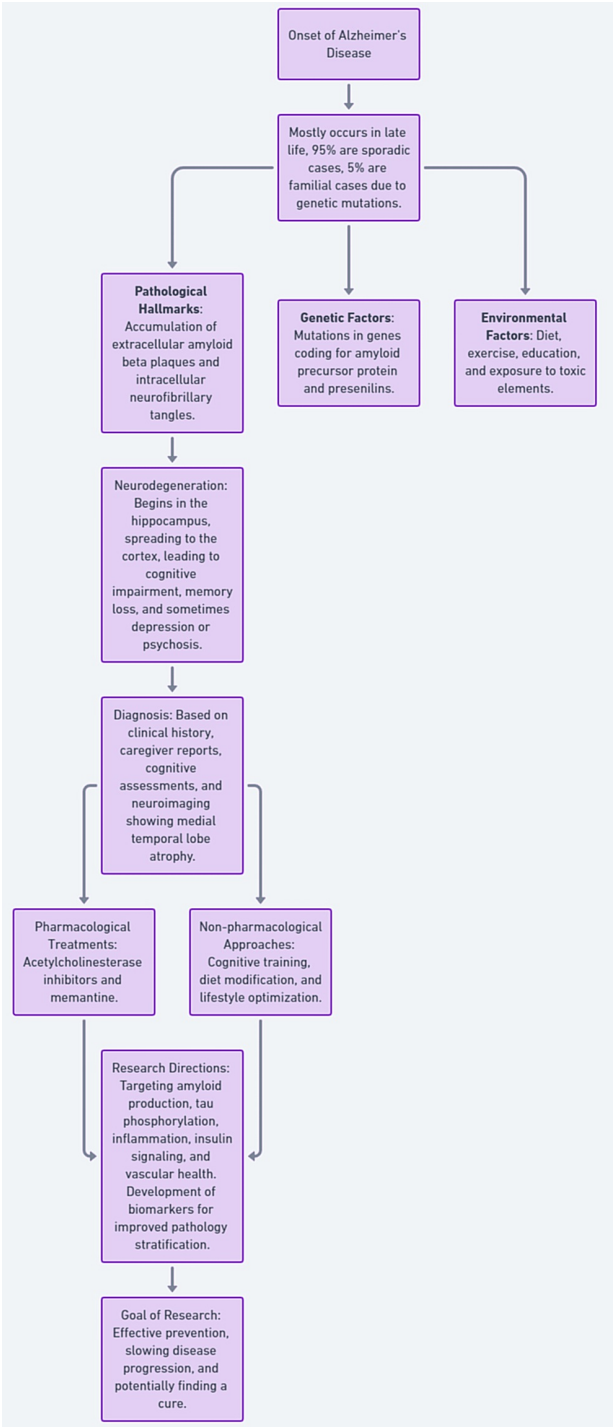 Onset of Alzheimer's
Disease
Mostly occurs in late
life, 95% are sporadic
cases, 5% are
familial cases due to
genetic mutations.
Pathological
Hallmarks:
Accumulation of
extracellular amyloid
beta plaques and
intracellular
neurofibrillary
tangles.
Genetic Factors:
Mutations in genes
coding for amyloid
precursor protein
and presenilins.
Environmental
Factors: Diet,
exercise, education,
and exposure to toxic
elements.
Neurodegeneration:
Begins in the
hippocampus,
spreading to the
cortex, leading to
cognitive
impairment, memory
loss, and sometimes
depression or
psychosis.
Diagnosis: Based on
clinical history,
caregiver reports,
cognitive
assessments, and
neuroimaging
showing medial
temporal lobe
atrophy.
Pharmacological
Treatments:
Acetylcholinesterase
inhibitors and
memantine.
Non-pharmacological
Approaches:
Cognitive training,
diet modification, and
lifestyle optimization.
Research Directions:
Targeting amyloid
production, tau
phosphorylation,
inflammation, insulin
signaling, and
vascular health.
Development of
biomarkers for
improved pathology
stratification.
Goal of Research:
Effective prevention,
slowing disease
progression, and
potentially finding a
cure.